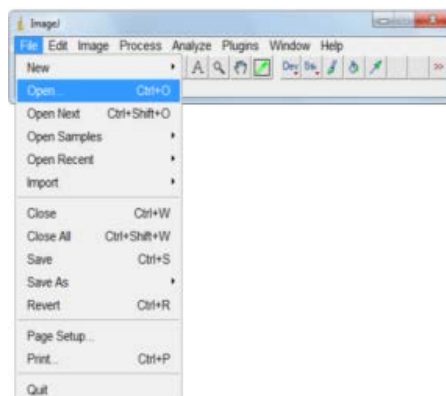 ImageJ
File Edit Image Process Analyze Plugins Window Help
New
A Dev Stk >>
Open... Ctrl+O
Open Next Ctrl+Shift+O
Open Samples
Open Recent
Import
Close Ctrl+W
Close All Ctrl+Shift+W
Save Ctrl+S
Save As
Revert Ctrl+R
Page Setup...
Print... Ctrl+P
Quit